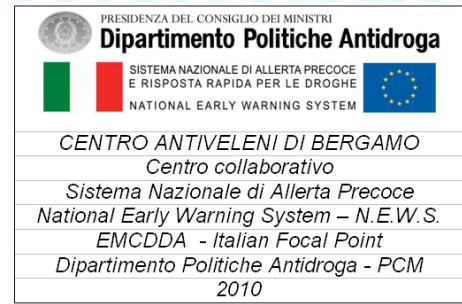 PRESIDENZA DEL CONSIGLIO DEI MINISTRI
Dipartimento Politiche Antidroga
SISTEMA NAZIONALE DI ALLERTA PRECOCE
E RISPOSTA RAPIDA PER LE DROGHE
NATIONAL EARLY WARNING SYSTEM
CENTRO ANTIVELENI DI BERGAMO
Centro collaborativo
Sistema Nazionale di Allerta Precoce
National Early Warning System – N.E.W.S.
EMCDDA - Italian Focal Point
Dipartimento Politiche Antidroga - PCM
2010